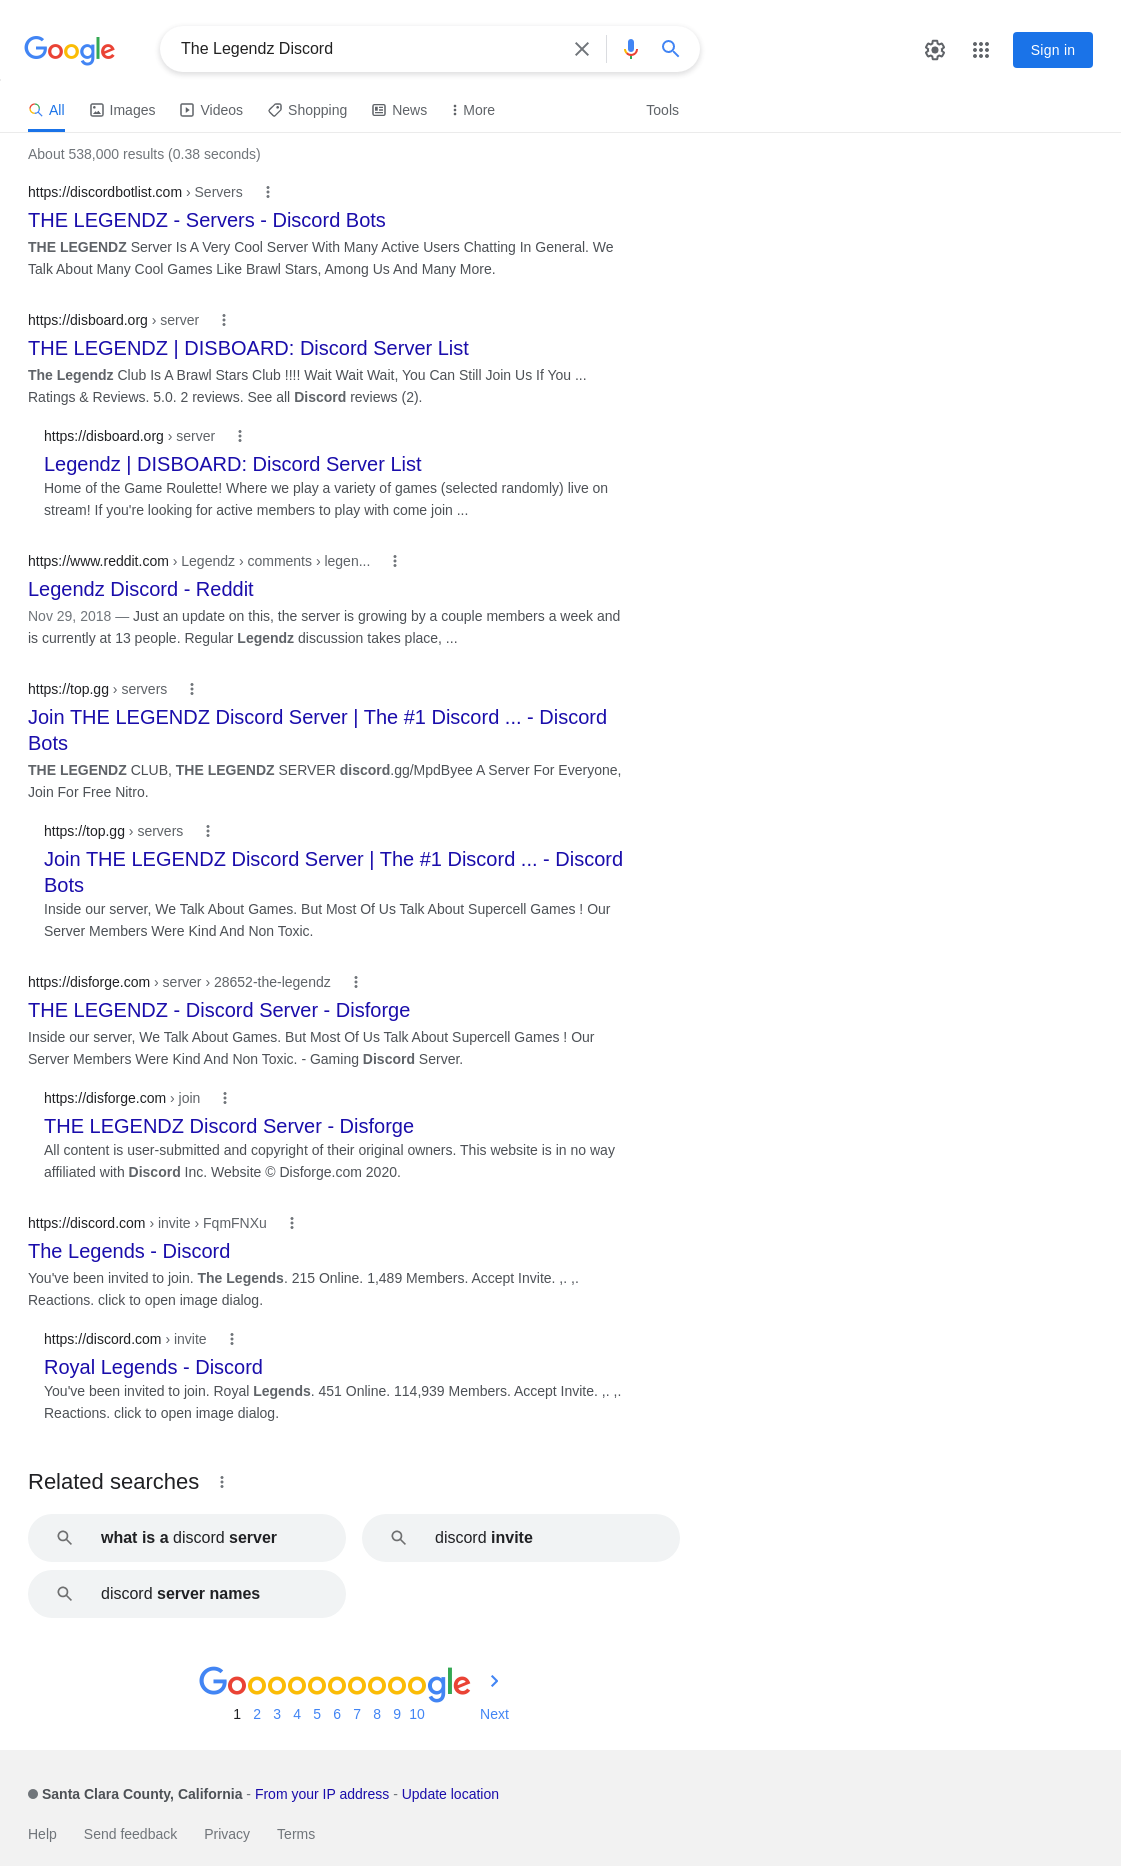 Google
The Legendz Discord
Sign in
All Images Videos Shopping News More Tools
About 538,000 results (0.38 seconds)
https://discordbotlist.com › Servers
THE LEGENDZ - Servers - Discord Bots
THE LEGENDZ Server Is A Very Cool Server With Many Active Users Chatting In General. We
Talk About Many Cool Games Like Brawl Stars, Among Us And Many More.
https://disboard.org › server
THE LEGENDZ | DISBOARD: Discord Server List
The Legendz Club Is A Brawl Stars Club !!!! Wait Wait Wait, You Can Still Join Us If You ...
Ratings & Reviews. 5.0. 2 reviews. See all Discord reviews (2).
https://disboard.org › server
Legendz | DISBOARD: Discord Server List
Home of the Game Roulette! Where we play a variety of games (selected randomly) live on
stream! If you're looking for active members to play with come join ...
https://www.reddit.com › Legendz › comments › legen...
Legendz Discord - Reddit
Nov 29, 2018 — Just an update on this, the server is growing by a couple members a week and
is currently at 13 people. Regular Legendz discussion takes place, ...
https://top.gg › servers
Join THE LEGENDZ Discord Server | The #1 Discord ... - Discord
Bots
THE LEGENDZ CLUB, THE LEGENDZ SERVER discord.gg/MpdByee A Server For Everyone,
Join For Free Nitro.
https://top.gg › servers
Join THE LEGENDZ Discord Server | The #1 Discord ... - Discord
Bots
Inside our server, We Talk About Games. But Most Of Us Talk About Supercell Games ! Our
Server Members Were Kind And Non Toxic.
https://disforge.com › server › 28652-the-legendz
THE LEGENDZ - Discord Server - Disforge
Inside our server, We Talk About Games. But Most Of Us Talk About Supercell Games ! Our
Server Members Were Kind And Non Toxic. - Gaming Discord Server.
https://disforge.com › join
THE LEGENDZ Discord Server - Disforge
All content is user-submitted and copyright of their original owners. This website is in no way
affiliated with Discord Inc. Website © Disforge.com 2020.
https://discord.com › invite › FqmFNXu
The Legends - Discord
You've been invited to join. The Legends. 215 Online. 1,489 Members. Accept Invite. ,. ,.
Reactions. click to open image dialog.
https://discord.com › invite
Royal Legends - Discord
You've been invited to join. Royal Legends. 451 Online. 114,939 Members. Accept Invite. ,. ,.
Reactions. click to open image dialog.
Related searches
what is a discord server
discord invite
discord server names
Goooooooooogle
1 2 3 4 5 6 7 8 9 10 Next
Santa Clara County, California - From your IP address - Update location
Help Send feedback Privacy Terms